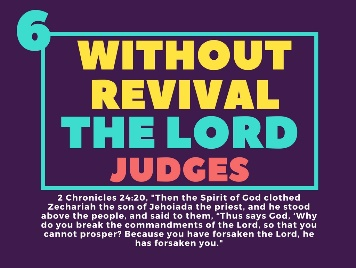 6
WITHOUT
REVIVAL
THE LORD
JUDGES
2 Chronicles 24:20, "Then the Spirit of God clothed
Zechariah the son of Jehoiada the priest, and he stood
above the people, and said to them, "Thus says God, 'Why
do you break the commandments of the Lord, so that you
cannot prosper? Because you have forsaken the Lord, he
has forsaken you."